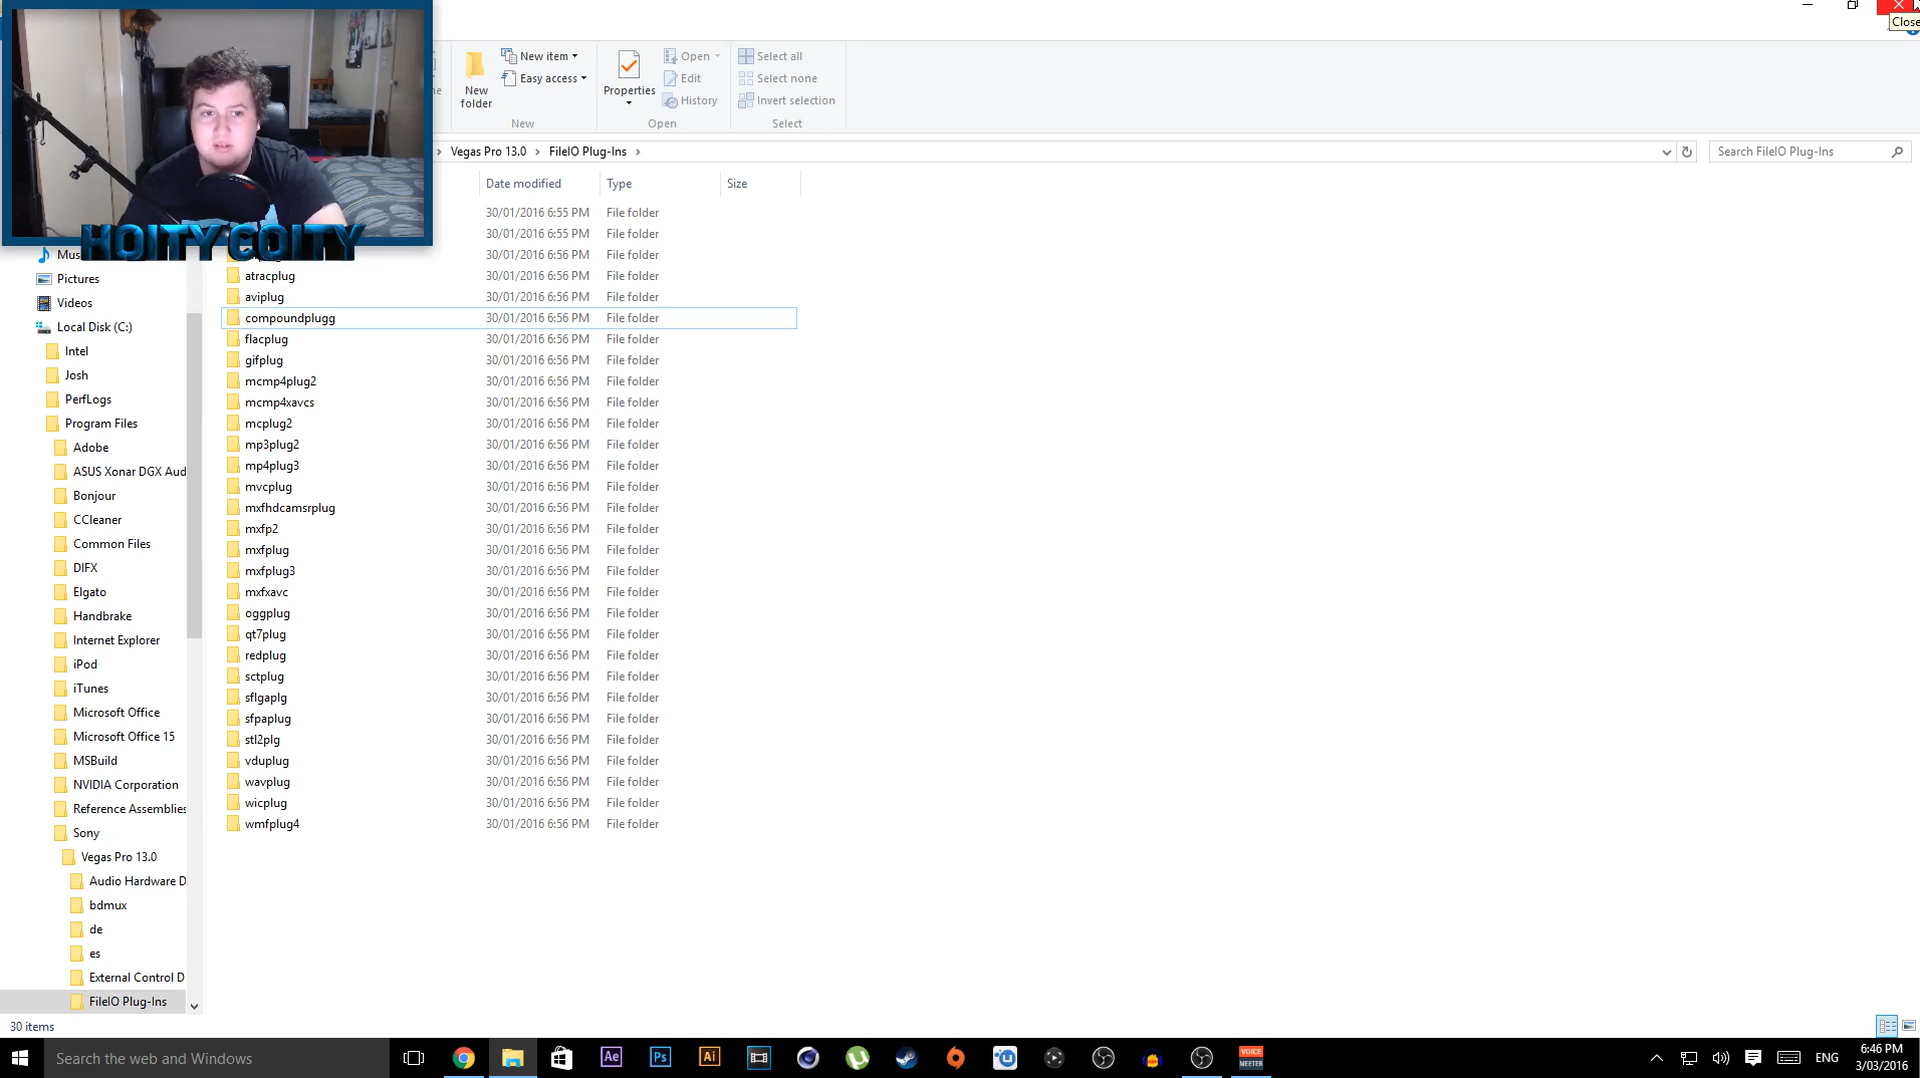 Close
New item
Easy access
New
folder
New
Properties
Open
Edit
History
Open
Select all
Select none
Invert selection
Select
Vegas Pro 13.0
FileIO Plug-Ins
Search FileIO Plug-Ins
HOITY GOITY
Date modified
Type
Size
30/01/2016 6:55 PM
File folder
30/01/2016 6:55 PM
File folder
30/01/2016 6:56 PM
File folder
atracplug 30/01/2016 6:56 PM File folder
aviplug 30/01/2016 6:56 PM File folder
compoundplugg 30/01/2016 6:56 PM File folder
flacplug 30/01/2016 6:56 PM File folder
gifplug 30/01/2016 6:56 PM File folder
mcmp4plug2 30/01/2016 6:56 PM File folder
mcmp4xavcs 30/01/2016 6:56 PM File folder
mcplug2 30/01/2016 6:56 PM File folder
mp3plug2 30/01/2016 6:56 PM File folder
mp4plug3 30/01/2016 6:56 PM File folder
mvcplug 30/01/2016 6:56 PM File folder
mxfhdcamsrplug 30/01/2016 6:56 PM File folder
mxfp2 30/01/2016 6:56 PM File folder
mxfplug 30/01/2016 6:56 PM File folder
mxfplug3 30/01/2016 6:56 PM File folder
mxfxavc 30/01/2016 6:56 PM File folder
oggplug 30/01/2016 6:56 PM File folder
qt7plug 30/01/2016 6:56 PM File folder
redplug 30/01/2016 6:56 PM File folder
sctplug 30/01/2016 6:56 PM File folder
sflgaplg 30/01/2016 6:56 PM File folder
sfpaplug 30/01/2016 6:56 PM File folder
stl2plg 30/01/2016 6:56 PM File folder
vduplug 30/01/2016 6:56 PM File folder
wavplug 30/01/2016 6:56 PM File folder
wicplug 30/01/2016 6:56 PM File folder
wmfplug4 30/01/2016 6:56 PM File folder
Mus
Pictures
Videos
Local Disk (C:)
Intel
Josh
PerfLogs
Program Files
Adobe
ASUS Xonar DGX Aud
Bonjour
CCleaner
Common Files
DIFX
Elgato
Handbrake
Internet Explorer
iPod
iTunes
Microsoft Office
Microsoft Office 15
MSBuild
NVIDIA Corporation
Reference Assemblies
Sony
Vegas Pro 13.0
Audio Hardware D
bdmux
de
es
External Control D
FileIO Plug-Ins
30 items
Search the web and Windows
Ae
Ps
Ai
VOICE
MEETER
ENG
6:46 PM
3/03/2016